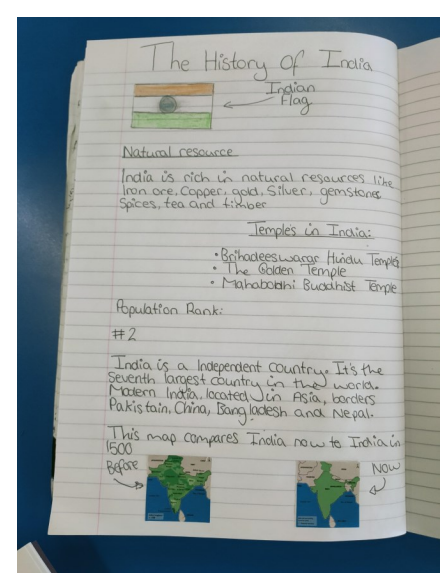 The History of India
Indian
Flag
Natural resource
India is rich in natural resources like
Iron ore, Copper, gold, Silver, gemstones
Spices, tea and timber
Temples in India:
• Brihadeeswarar Huidu Temple
• The Golden Temple
• Mahabodhi Buddhist Temple
Population Rank:
#2
India is a Independent country. It's the
Seventh largest country in the world.
Modern India, located in Asia, borders
Pakistain, China, Bangladesh and Nepal.
This map compares India now to India in
1500
Before
Now